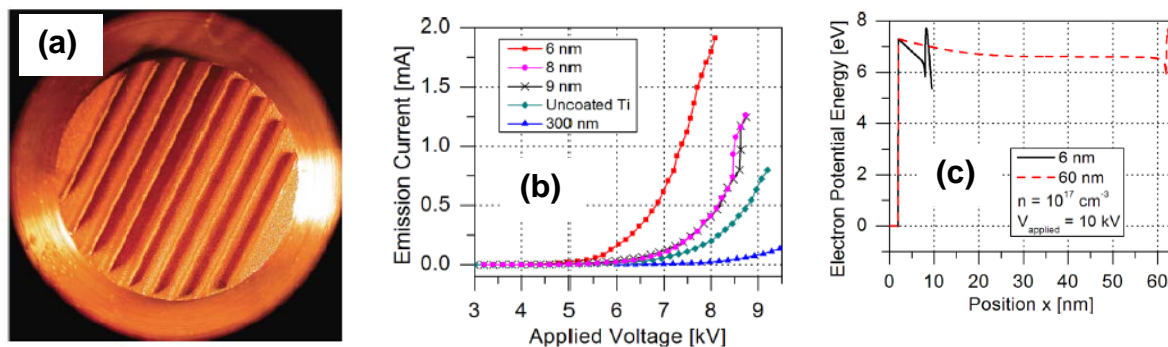 (a)
Emission Current [mA]
2.0
1.5
1.0
0.5
0.0
6 nm
8 nm
9 nm
Uncoated Ti
300 nm
(b)
3 4 5 6 7 8 9
Applied Voltage [kV]
Electron Potential Energy [eV]
8
6
4
2
0
(c)
6 nm
60 nm
n = 10¹⁷ cm⁻³
Vapplied = 10 kV
0 10 20 30 40 50 60
Position x [nm]